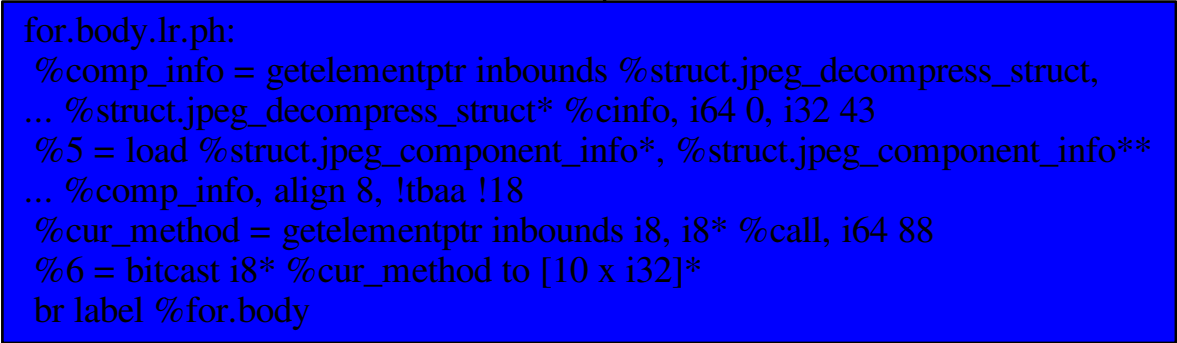 for.body.lr.ph:
%comp_info = getelementptr inbounds %struct.jpeg_decompress_struct,
... %struct.jpeg_decompress_struct* %cinfo, i64 0, i32 43
%5 = load %struct.jpeg_component_info*, %struct.jpeg_component_info**
... %comp_info, align 8, !tbaa !18
%cur_method = getelementptr inbounds i8, i8* %call, i64 88
%6 = bitcast i8* %cur_method to [10 x i32]*
br label %for.body